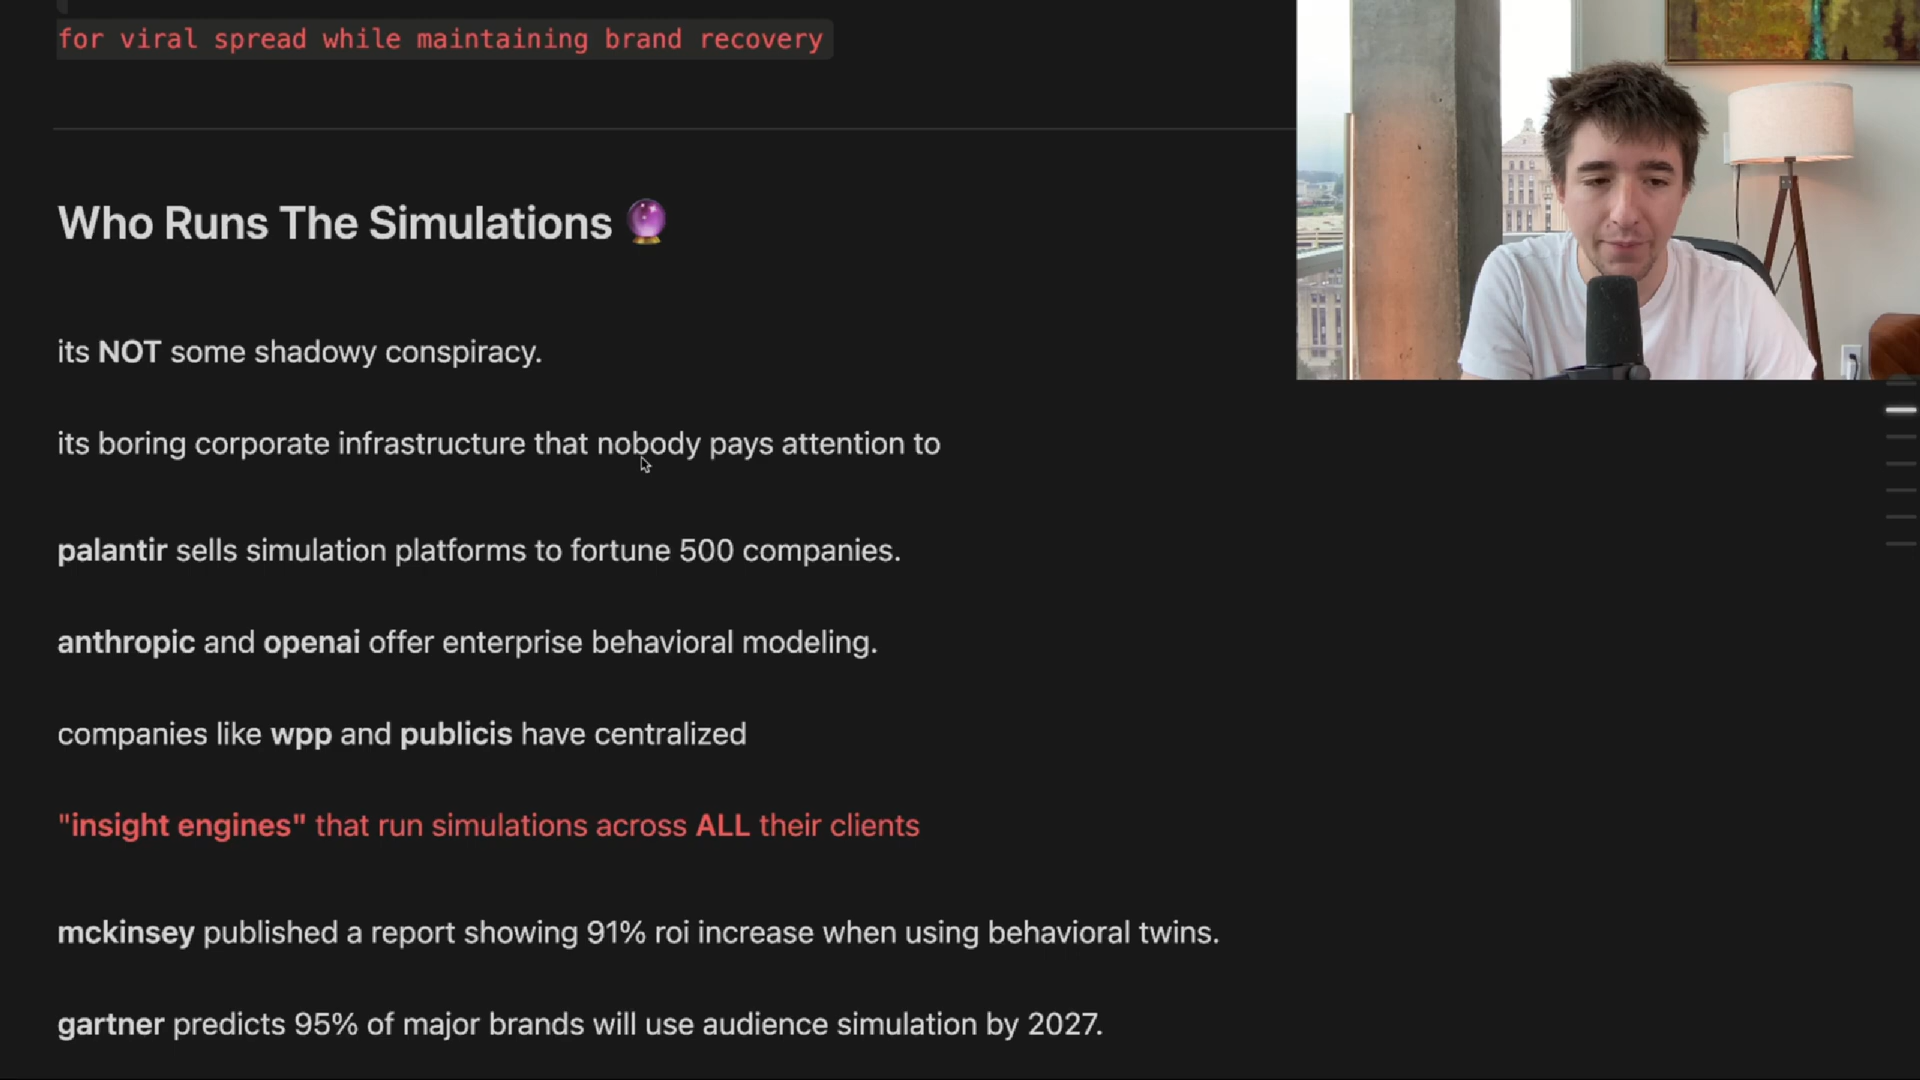 for viral spread while maintaining brand recovery
Who Runs The Simulations
its NOT some shadowy conspiracy.
its boring corporate infrastructure that nobody pays attention to
palantir sells simulation platforms to fortune 500 companies.
anthropic and openai offer enterprise behavioral modeling.
companies like wpp and publicis have centralized
"insight engines" that run simulations across ALL their clients
mckinsey published a report showing 91% roi increase when using behavioral twins.
gartner predicts 95% of major brands will use audience simulation by 2027.